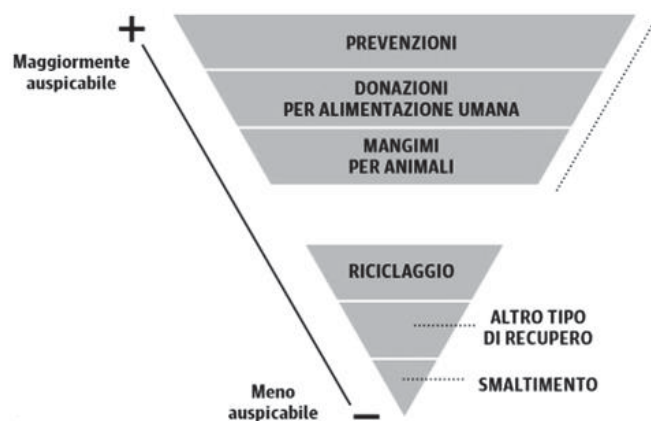 +
Maggiormente
auspicabile
PREVENZIONI
DONAZIONI
PER ALIMENTAZIONE UMANA
MANGIMI
PER ANIMALI
RICICLAGGIO
ALTRO TIPO
DI RECUPERO
SMALTIMENTO
Meno
auspicabile
−